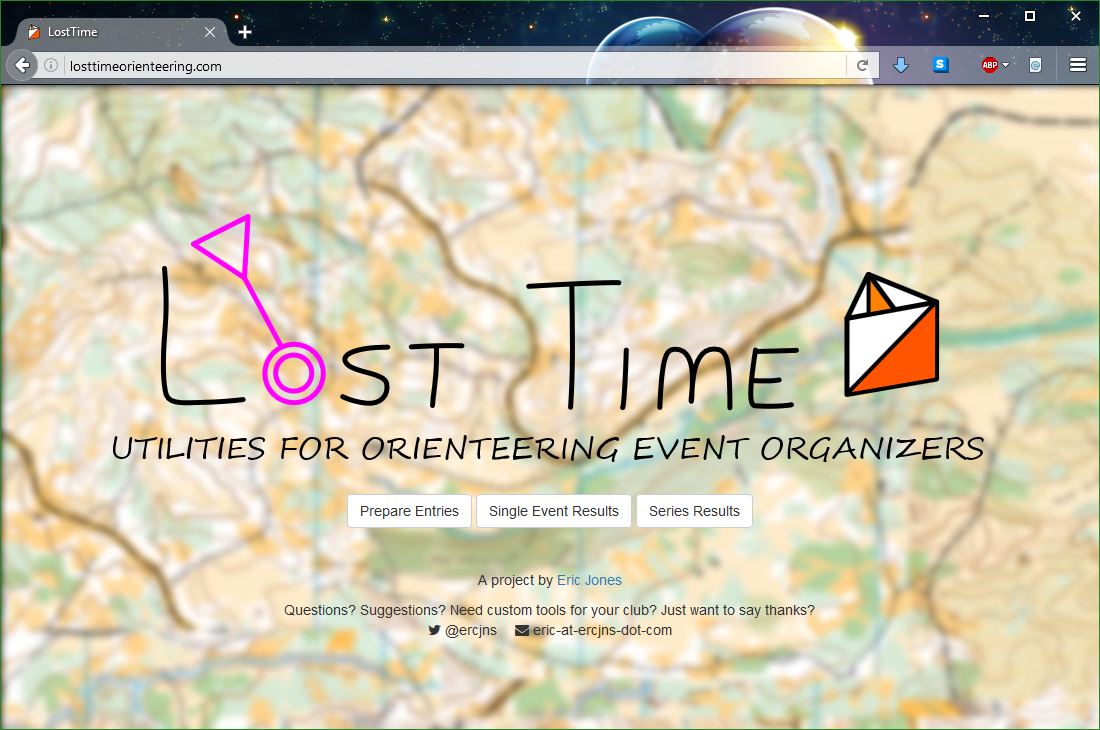 LostTime
losttimeorienteering.com
ABP
LOST TIME
UTILITIES FOR ORIENTEERING EVENT ORGANIZERS
Prepare Entries Single Event Results Series Results
A project by Eric Jones
Questions? Suggestions? Need custom tools for your club? Just want to say thanks?
@ercjns eric-at-ercjns-dot-com